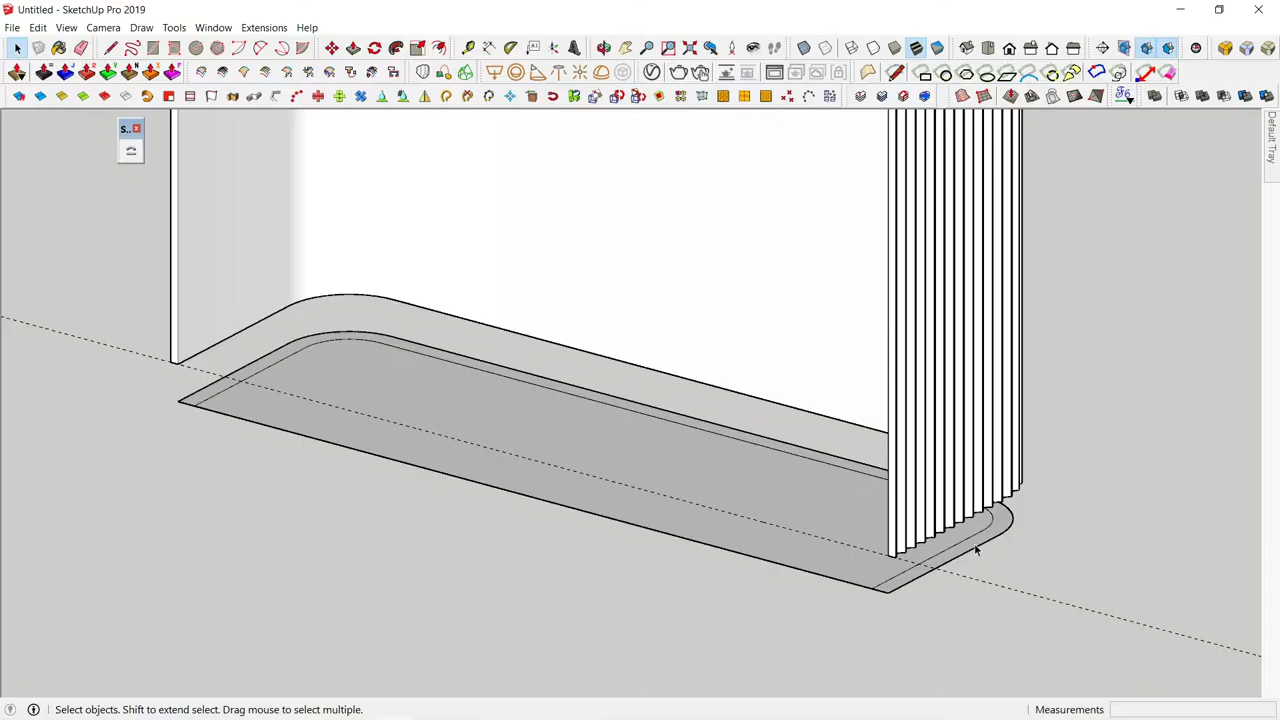 Untitled - SketchUp Pro 2019
File Edit View Camera Draw Tools Window Extensions Help
S..
Default Tray
Select objects. Shift to extend select. Drag mouse to select multiple.
Measurements